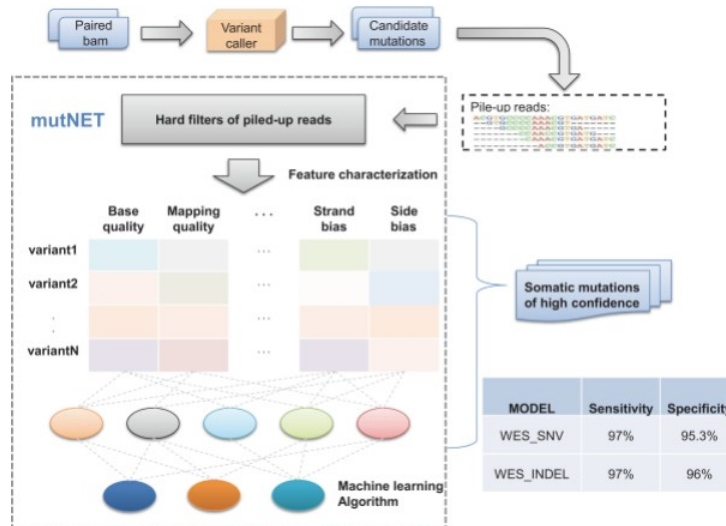 Paired
bam
Variant
caller
Candidate
mutations
Pile-up reads:
mutNET
Hard filters of piled-up reads
Feature characterization
Base
quality
Mapping
quality
...
Strand
bias
Side
bias
variant1
...
variant2
...
.
.
variantN
...
Somatic mutations
of high confidence
MODEL Sensitivity Specificity
WES_SNV 97% 95.3%
WES_INDEL 97% 96%
Machine learning
Algorithm